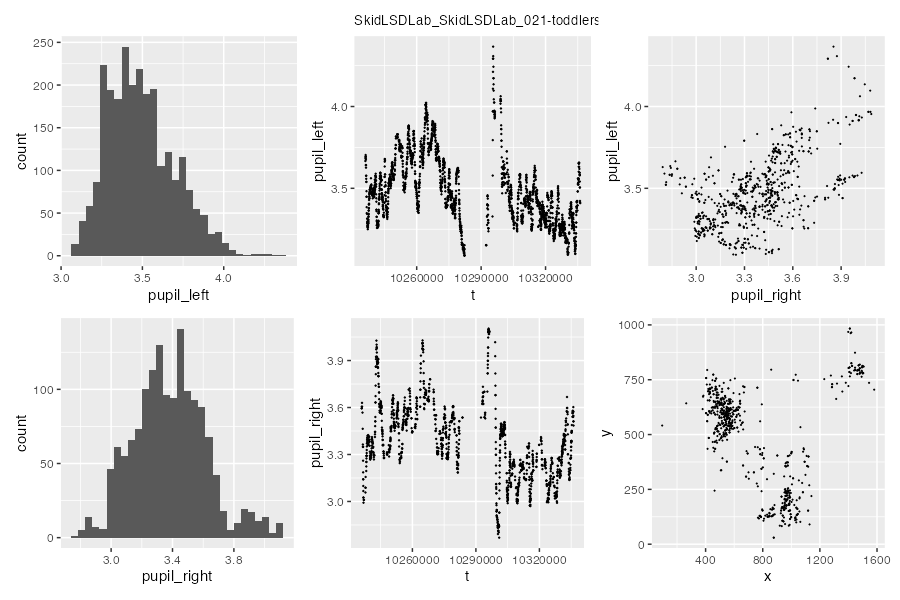 SkidLSDLab_SkidLSDLab_021-toddlers
250
200
150
100
50
0
count
3.0 3.5 4.0
pupil_left
4.0
3.5
pupil_left
10260000 10290000 10320000
t
4.0
3.5
pupil_left
3.0 3.3 3.6 3.9
pupil_right
100
50
0
count
3.0 3.4 3.8
pupil_right
3.9
3.6
3.3
3.0
pupil_right
10260000 10290000 10320000
t
1000
750
500
250
0
y
400 800 1200 1600
x